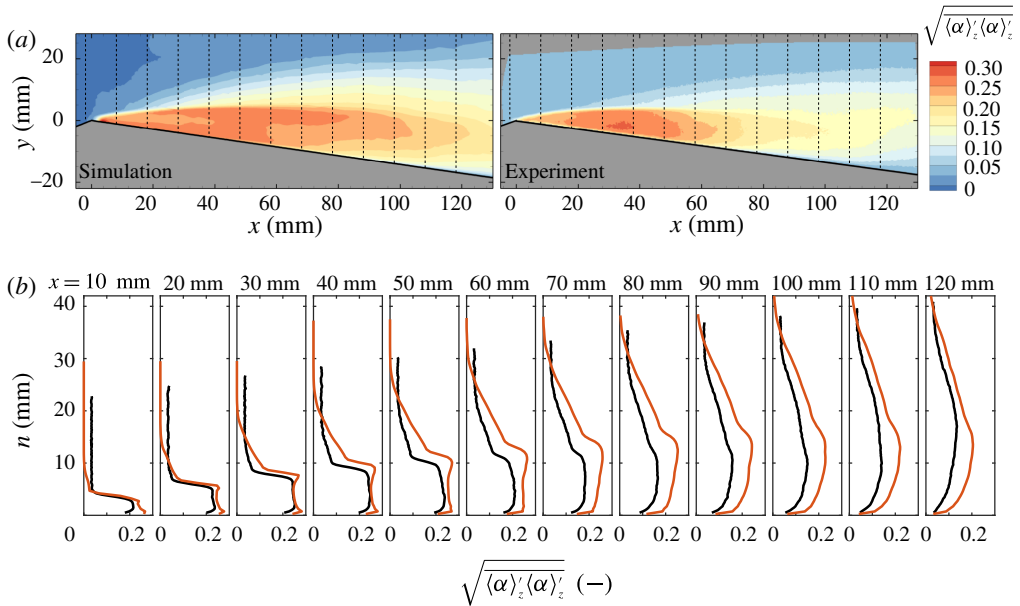 (a)
√⟨α⟩′z⟨α⟩′z
y (mm)
20
0
−20
Simulation
Experiment
0 20 40 60 80 100 120
0 20 40 60 80 100 120
x (mm)
x (mm)
0.30
0.25
0.20
0.15
0.10
0.05
0
(b)
x = 10 mm 20 mm 30 mm 40 mm 50 mm 60 mm 70 mm 80 mm 90 mm 100 mm 110 mm 120 mm
n (mm)
40
30
20
10
0 0.2 0 0.2 0 0.2 0 0.2 0 0.2 0 0.2 0 0.2 0 0.2 0 0.2 0 0.2 0 0.2 0 0.2
√⟨α⟩′z⟨α⟩′z (−)